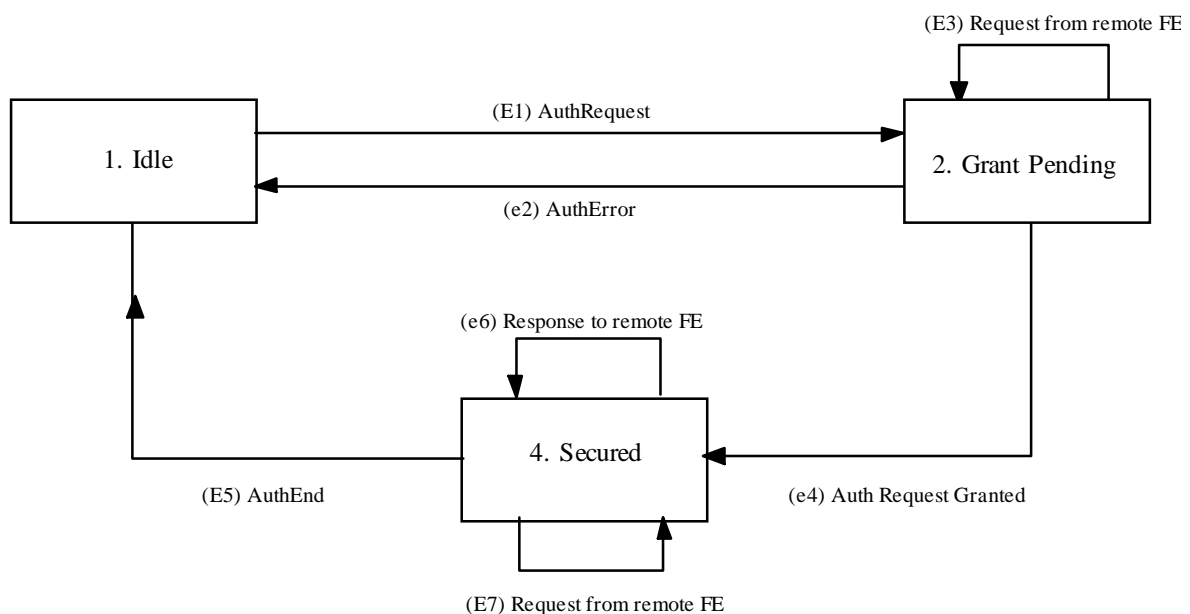 (E3) Request from remote FE
(E1) AuthRequest
1. Idle
2. Grant Pending
(e2) AuthError
(e6) Response to remote FE
4. Secured
(E5) AuthEnd
(e4) Auth Request Granted
(E7) Request from remote FE